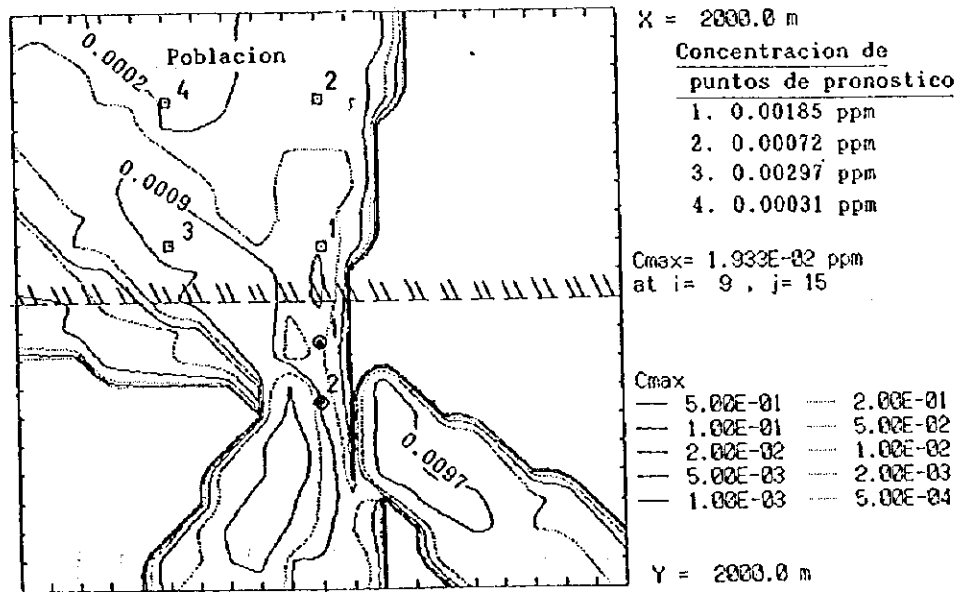 0.0002
Poblacion
4
2
0.0009
3
1
2
0.0097
X = 2000.0 m
Concentracion de
puntos de pronostico
1. 0.00185 ppm
2. 0.00072 ppm
3. 0.00297 ppm
4. 0.00031 ppm
Cmax= 1.933E-02 ppm
at i= 9 , j= 15
Cmax
5.00E-01 2.00E-01
1.00E-01 5.00E-02
2.00E-02 1.00E-02
5.00E-03 2.00E-03
1.00E-03 5.00E-04
Y = 2000.0 m